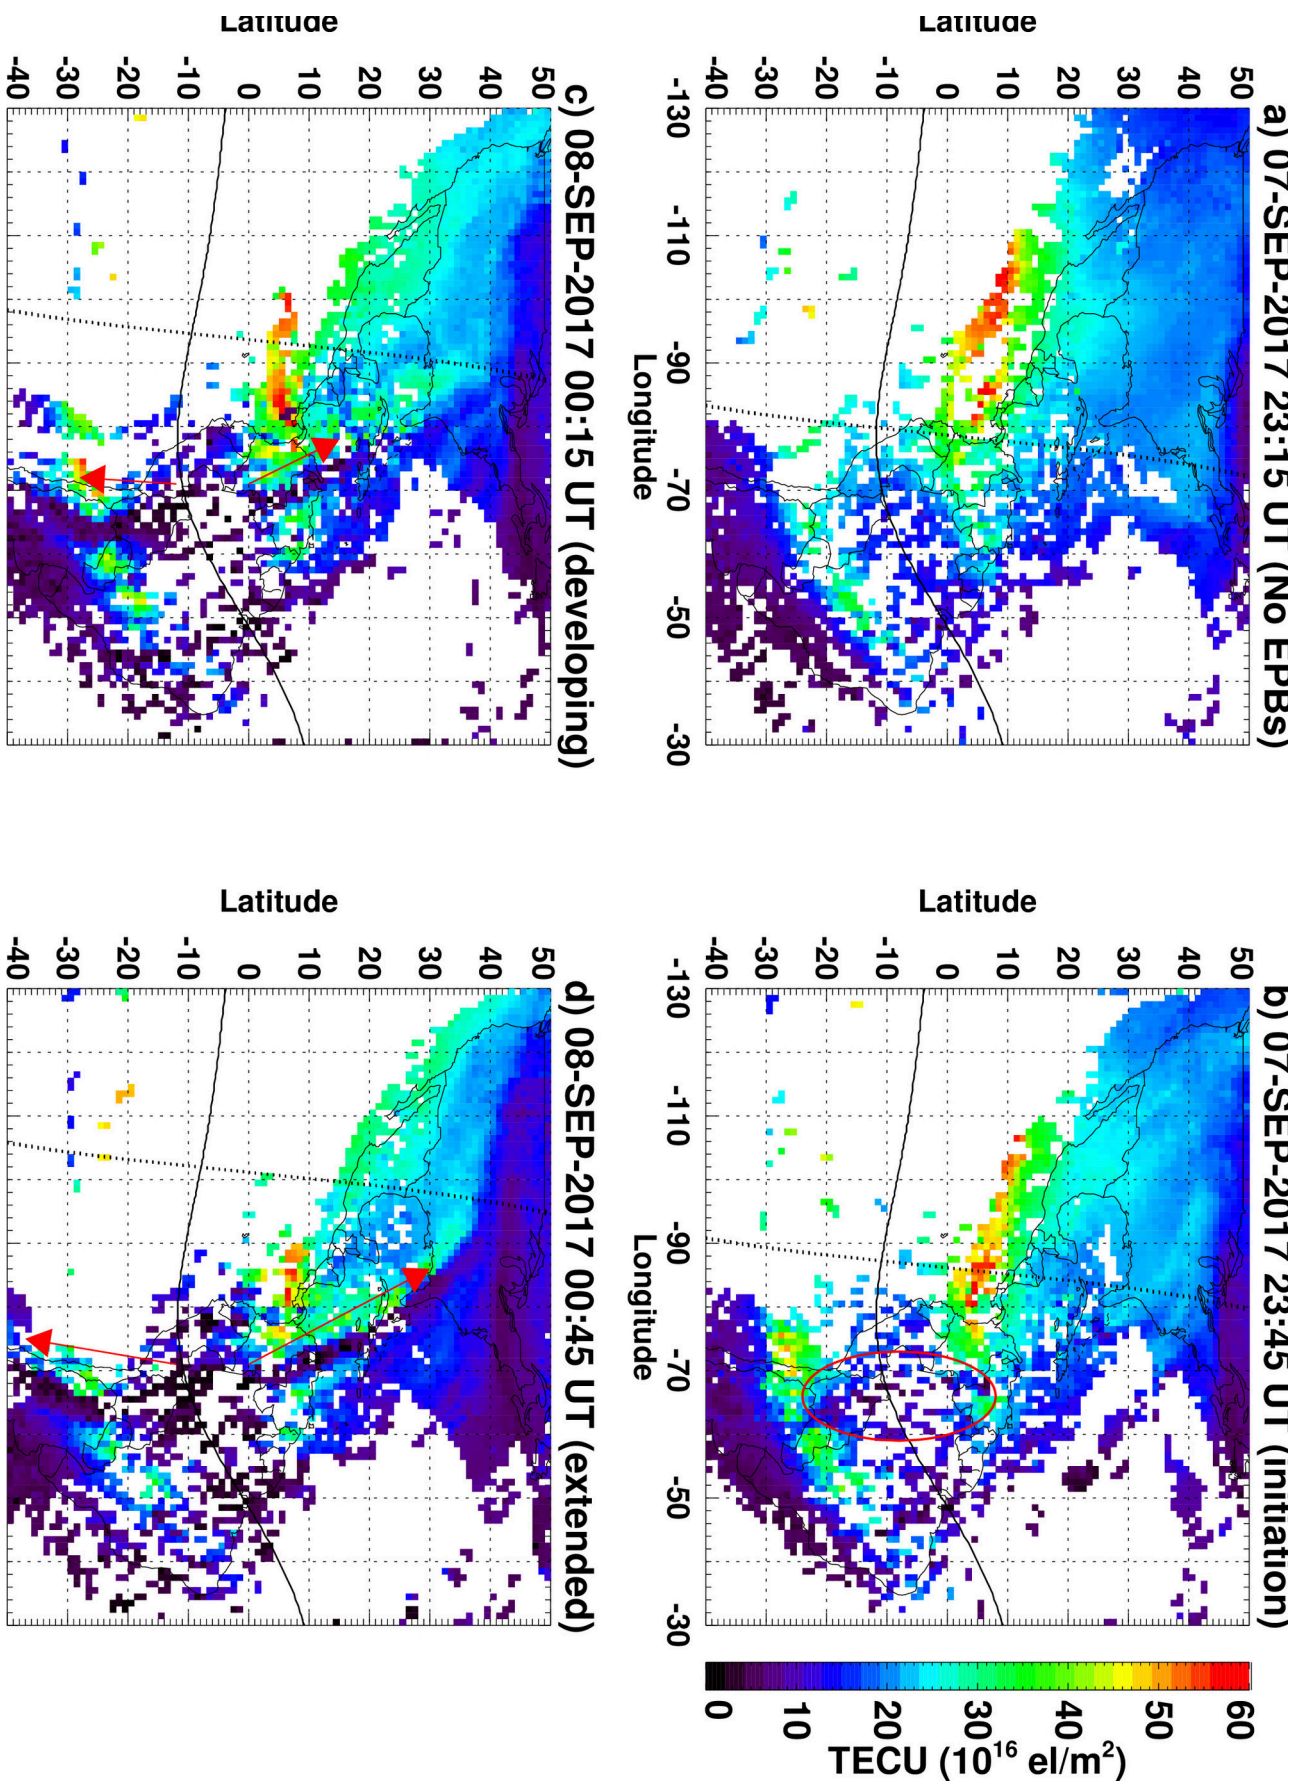 a) 07-SEP-2017 23:15 UT (No EPBs)
50
40
30
20
10
0
-10
-20
-30
-40
Latitude
-130 -110 -90 -70 -50 -30
Longitude
b) 07-SEP-2017 23:45 UT (initiation)
50
40
30
20
10
0
-10
-20
-30
-40
Latitude
-130 -110 -90 -70 -50 -30
Longitude
0 10 20 30 40 50 60
TECU (10¹⁶ el/m²)
c) 08-SEP-2017 00:15 UT (developing)
50
40
30
20
10
0
-10
-20
-30
-40
Latitude
d) 08-SEP-2017 00:45 UT (extended)
50
40
30
20
10
0
-10
-20
-30
-40
Latitude